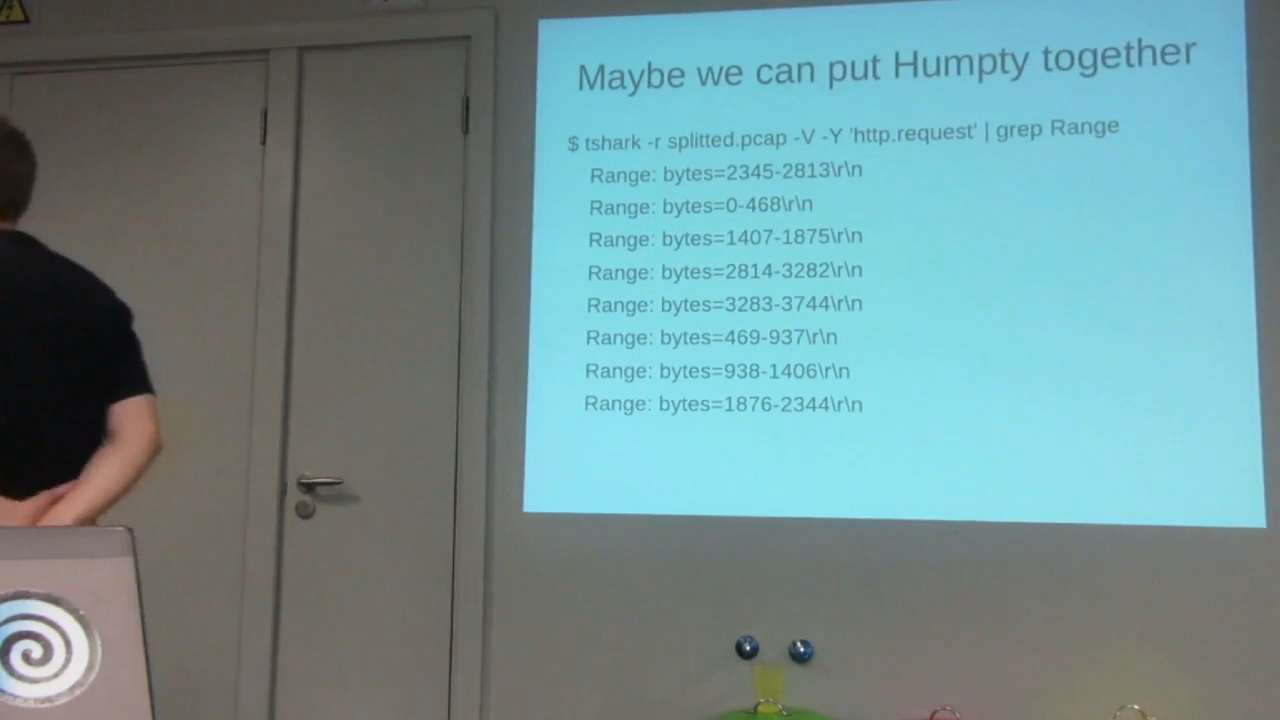 Maybe we can put Humpty together
$ tshark -r splitted.pcap -V -Y 'http.request' | grep Range
Range: bytes=2345-2813\r\n
Range: bytes=0-468\r\n
Range: bytes=1407-1875\r\n
Range: bytes=2814-3282\r\n
Range: bytes=3283-3744\r\n
Range: bytes=469-937\r\n
Range: bytes=938-1406\r\n
Range: bytes=1876-2344\r\n